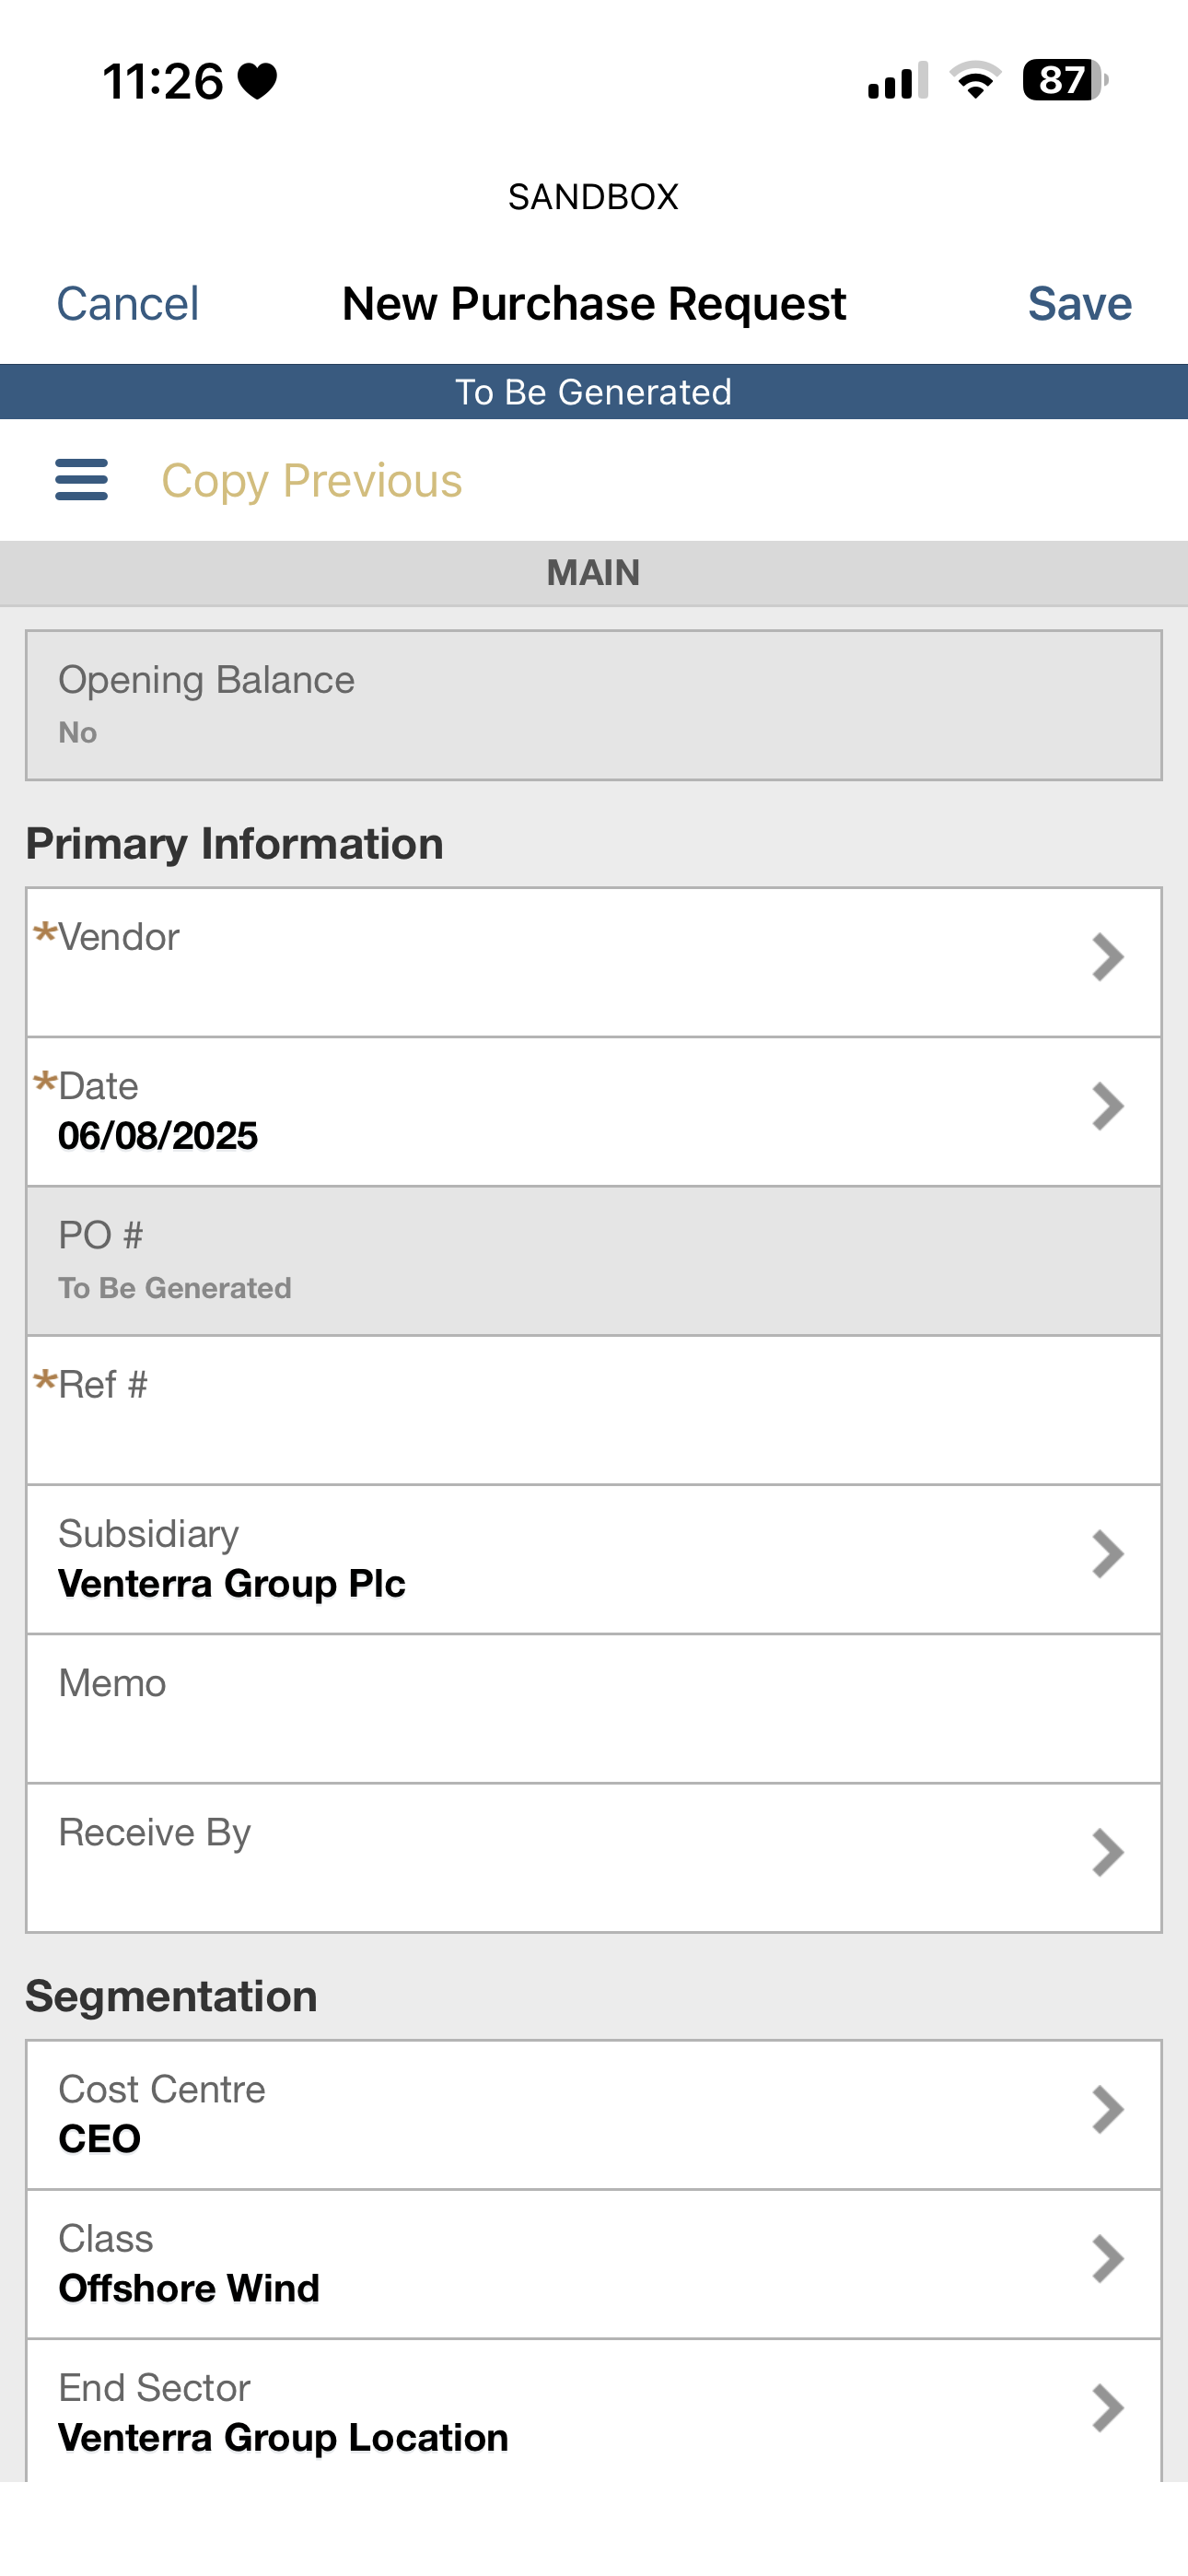 11:26
87
SANDBOX
Cancel New Purchase Request Save
To Be Generated
Copy Previous
MAIN
Opening Balance
No
Primary Information
*Vendor
*Date
06/08/2025
PO #
To Be Generated
*Ref #
Subsidiary
Venterra Group Plc
Memo
Receive By
Segmentation
Cost Centre
CEO
Class
Offshore Wind
End Sector
Venterra Group Location